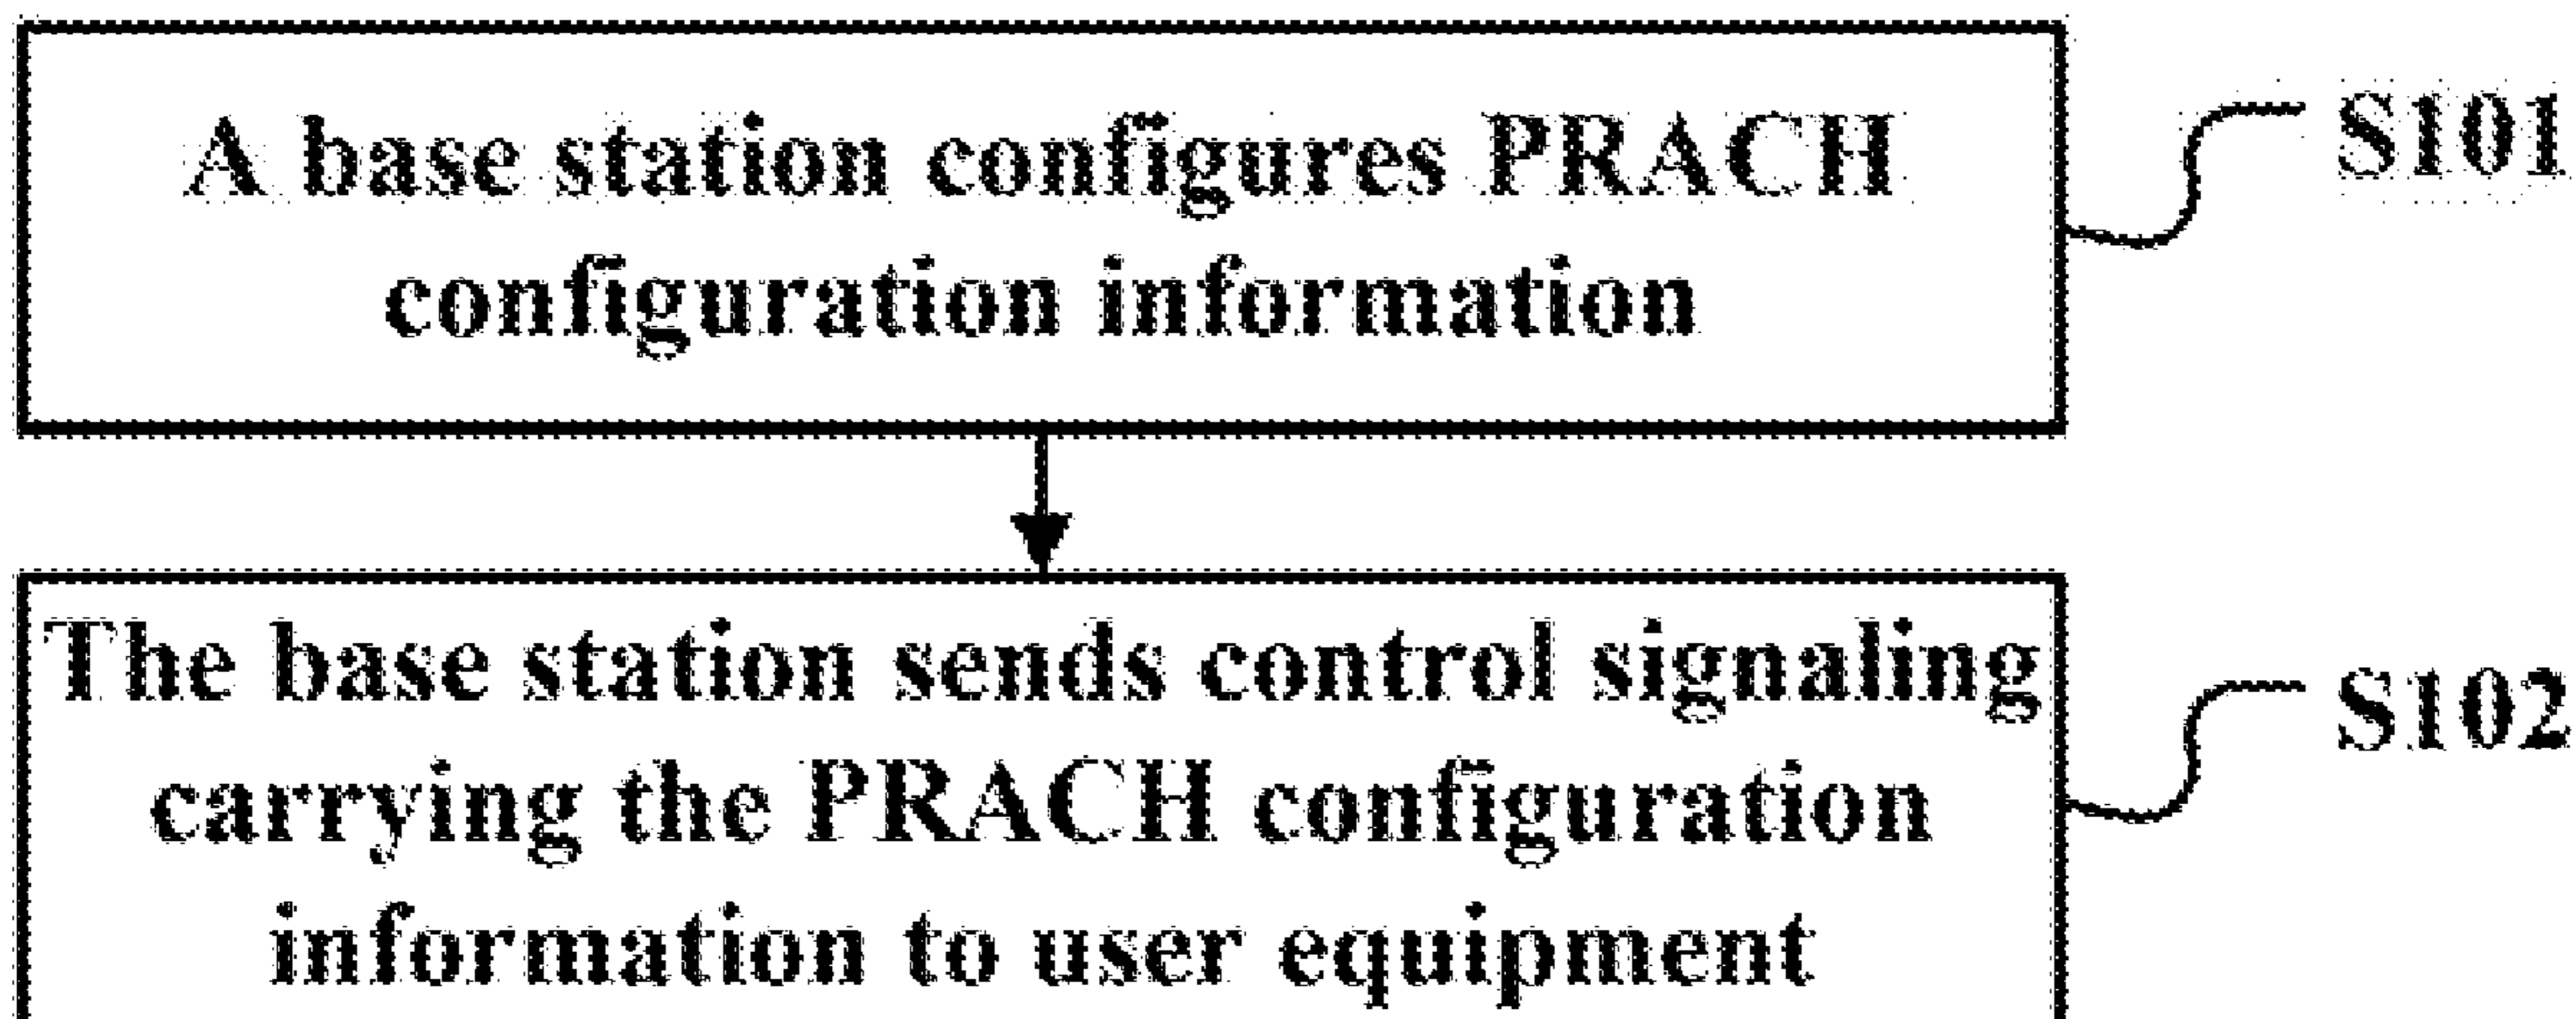 A base station configures PRACH
configuration information
S101
The base station sends control signaling
carrying the PRACH configuration
information to user equipment
S102